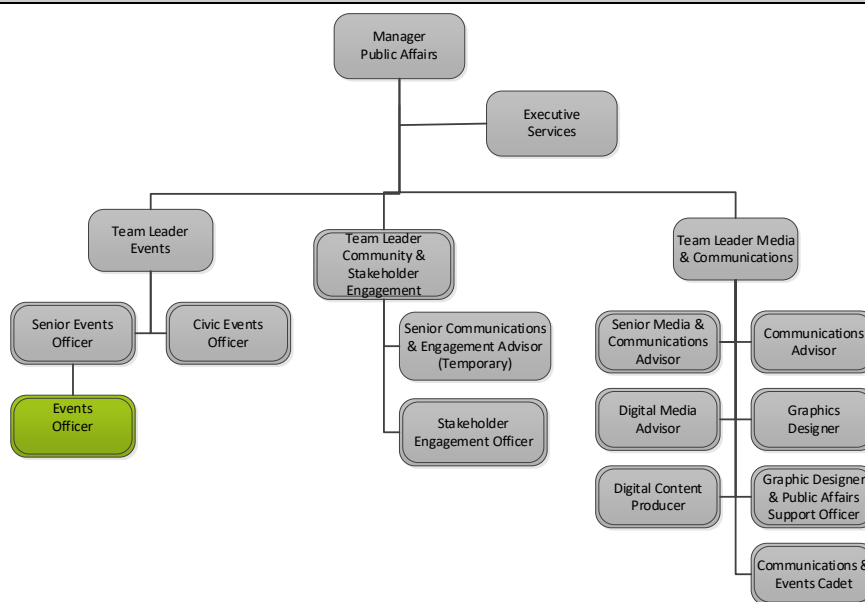 Manager
Public Affairs
Executive
Services
Team Leader
Events
Team Leader
Community &
Stakeholder
Engagement
Team Leader Media
& Communications
Senior Events
Officer
Civic Events
Officer
Events
Officer
Senior Communications
& Engagement Advisor
(Temporary)
Stakeholder
Engagement Officer
Senior Media &
Communications
Advisor
Communications
Advisor
Digital Media
Advisor
Graphics
Designer
Digital Content
Producer
Graphic Designer
& Public Affairs
Support Officer
Communications &
Events Cadet